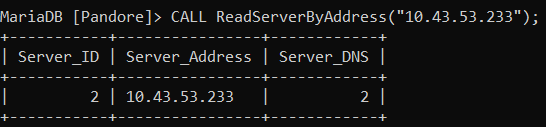 MariaDB [Pandore]> CALL ReadServerByAddress("10.43.53.233");
+-----------+----------------+------------+
| Server_ID | Server_Address | Server_DNS |
+-----------+----------------+------------+
|         2 | 10.43.53.233   |          2 |
+-----------+----------------+------------+